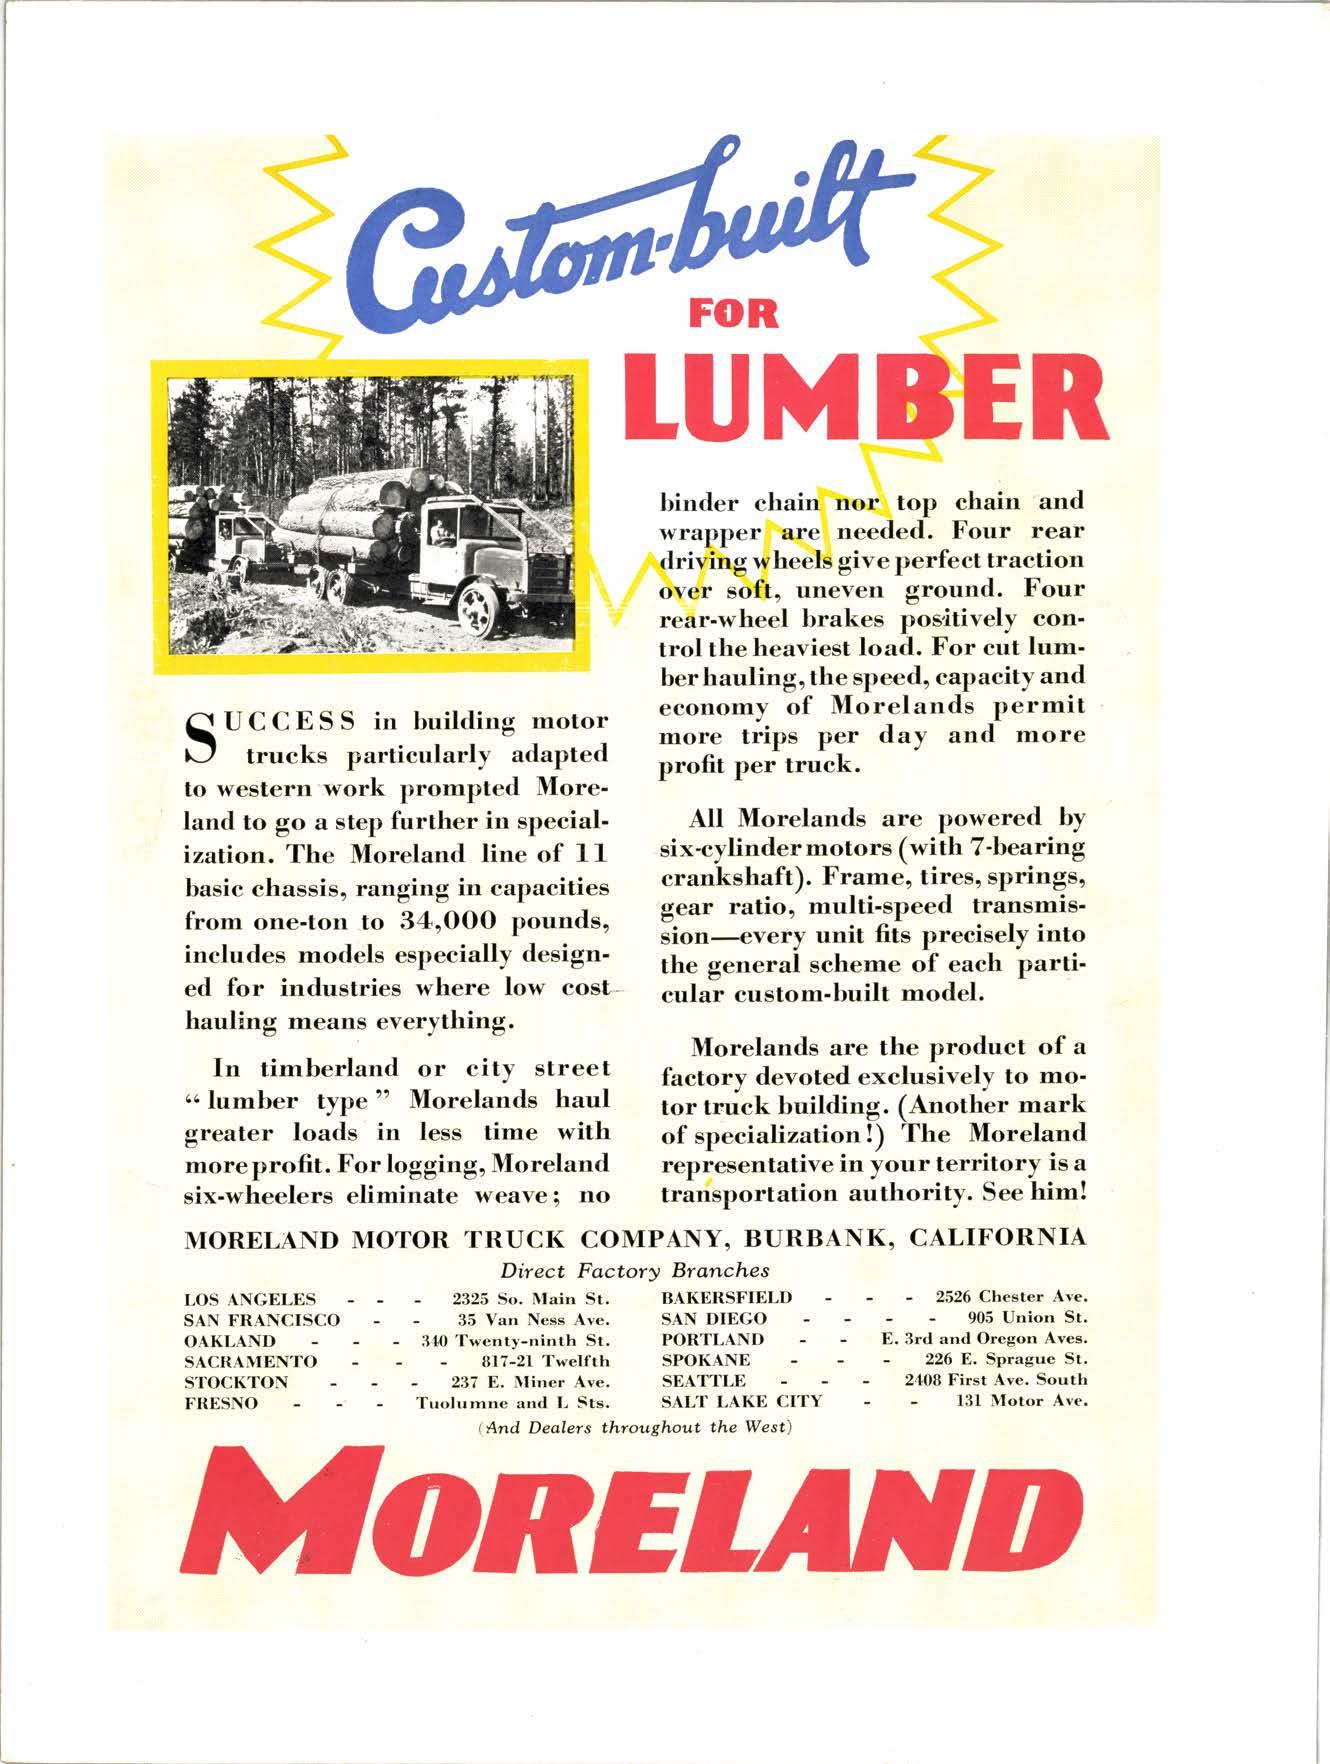 Custom-built
FOR
LUMBER
SUCCESS in building motor
trucks particularly adapted
to western work prompted More-
land to go a step further in special-
ization. The Moreland line of 11
basic chassis, ranging in capacities
from one-ton to 34,000 pounds,
includes models especially design-
ed for industries where low cost
hauling means everything.
In timberland or city street
“lumber type” Morelands haul
greater loads in less time with
more profit. For logging, Moreland
six-wheelers eliminate weave; no
binder chain nor top chain and
wrapper are needed. Four rear
driving wheels give perfect traction
over soft, uneven ground. Four
rear-wheel brakes positively con-
trol the heaviest load. For cut lum-
ber hauling, the speed, capacity and
economy of Morelands permit
more trips per day and more
profit per truck.
All Morelands are powered by
six-cylinder motors (with 7-bearing
crankshaft). Frame, tires, springs,
gear ratio, multi-speed transmis-
sion—every unit fits precisely into
the general scheme of each parti-
cular custom-built model.
Morelands are the product of a
factory devoted exclusively to mo-
tor truck building. (Another mark
of specialization!) The Moreland
representative in your territory is a
transportation authority. See him!
MORELAND MOTOR TRUCK COMPANY, BURBANK, CALIFORNIA
Direct Factory Branches
LOS ANGELES - - - 2325 So. Main St.
SAN FRANCISCO - - 35 Van Ness Ave.
OAKLAND - - - 340 Twenty-ninth St.
SACRAMENTO - - - 817-21 Twelfth
STOCKTON - - - 237 E. Miner Ave.
FRESNO - - - Tuolumne and L Sts.
BAKERSFIELD - - - 2526 Chester Ave.
SAN DIEGO - - - - 905 Union St.
PORTLAND - - E. 3rd and Oregon Aves.
SPOKANE - - - 226 E. Sprague St.
SEATTLE - - - 2408 First Ave. South
SALT LAKE CITY - - 131 Motor Ave.
(And Dealers throughout the West)
MORELAND